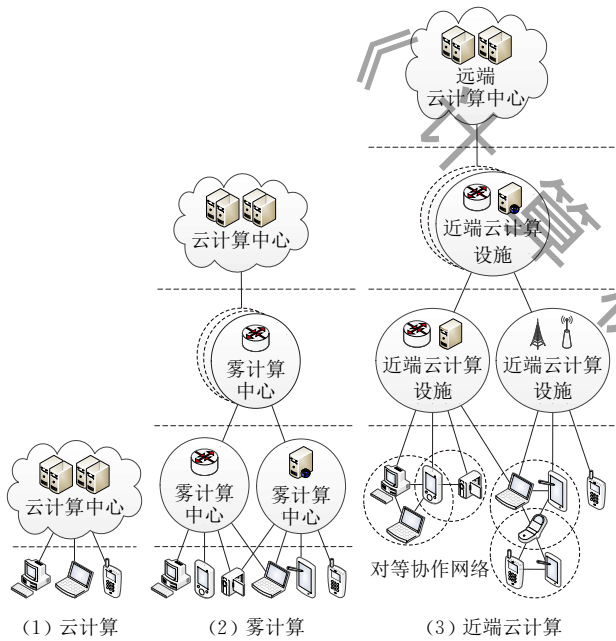 远端
云计算中心
近端云计算
设施
云计算中心
雾计算
中心
近端云计算
设施
近端云计算
设施
云计算中心
雾计算
中心
雾计算
中心
对等协作网络
(1) 云计算
(2) 雾计算
(3) 近端云计算
《计算